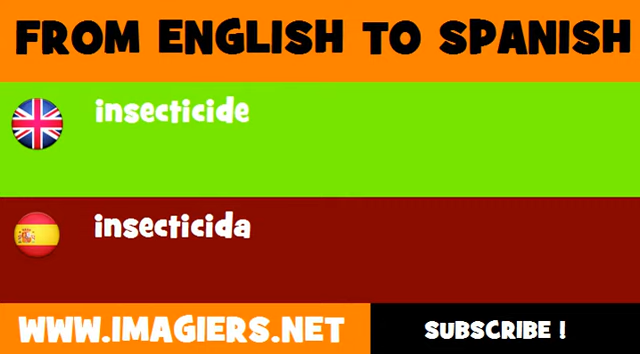 FROM ENGLISH TO SPANISH
insecticide
insecticida
WWW.IMAGIERS.NET
SUBSCRIBE !